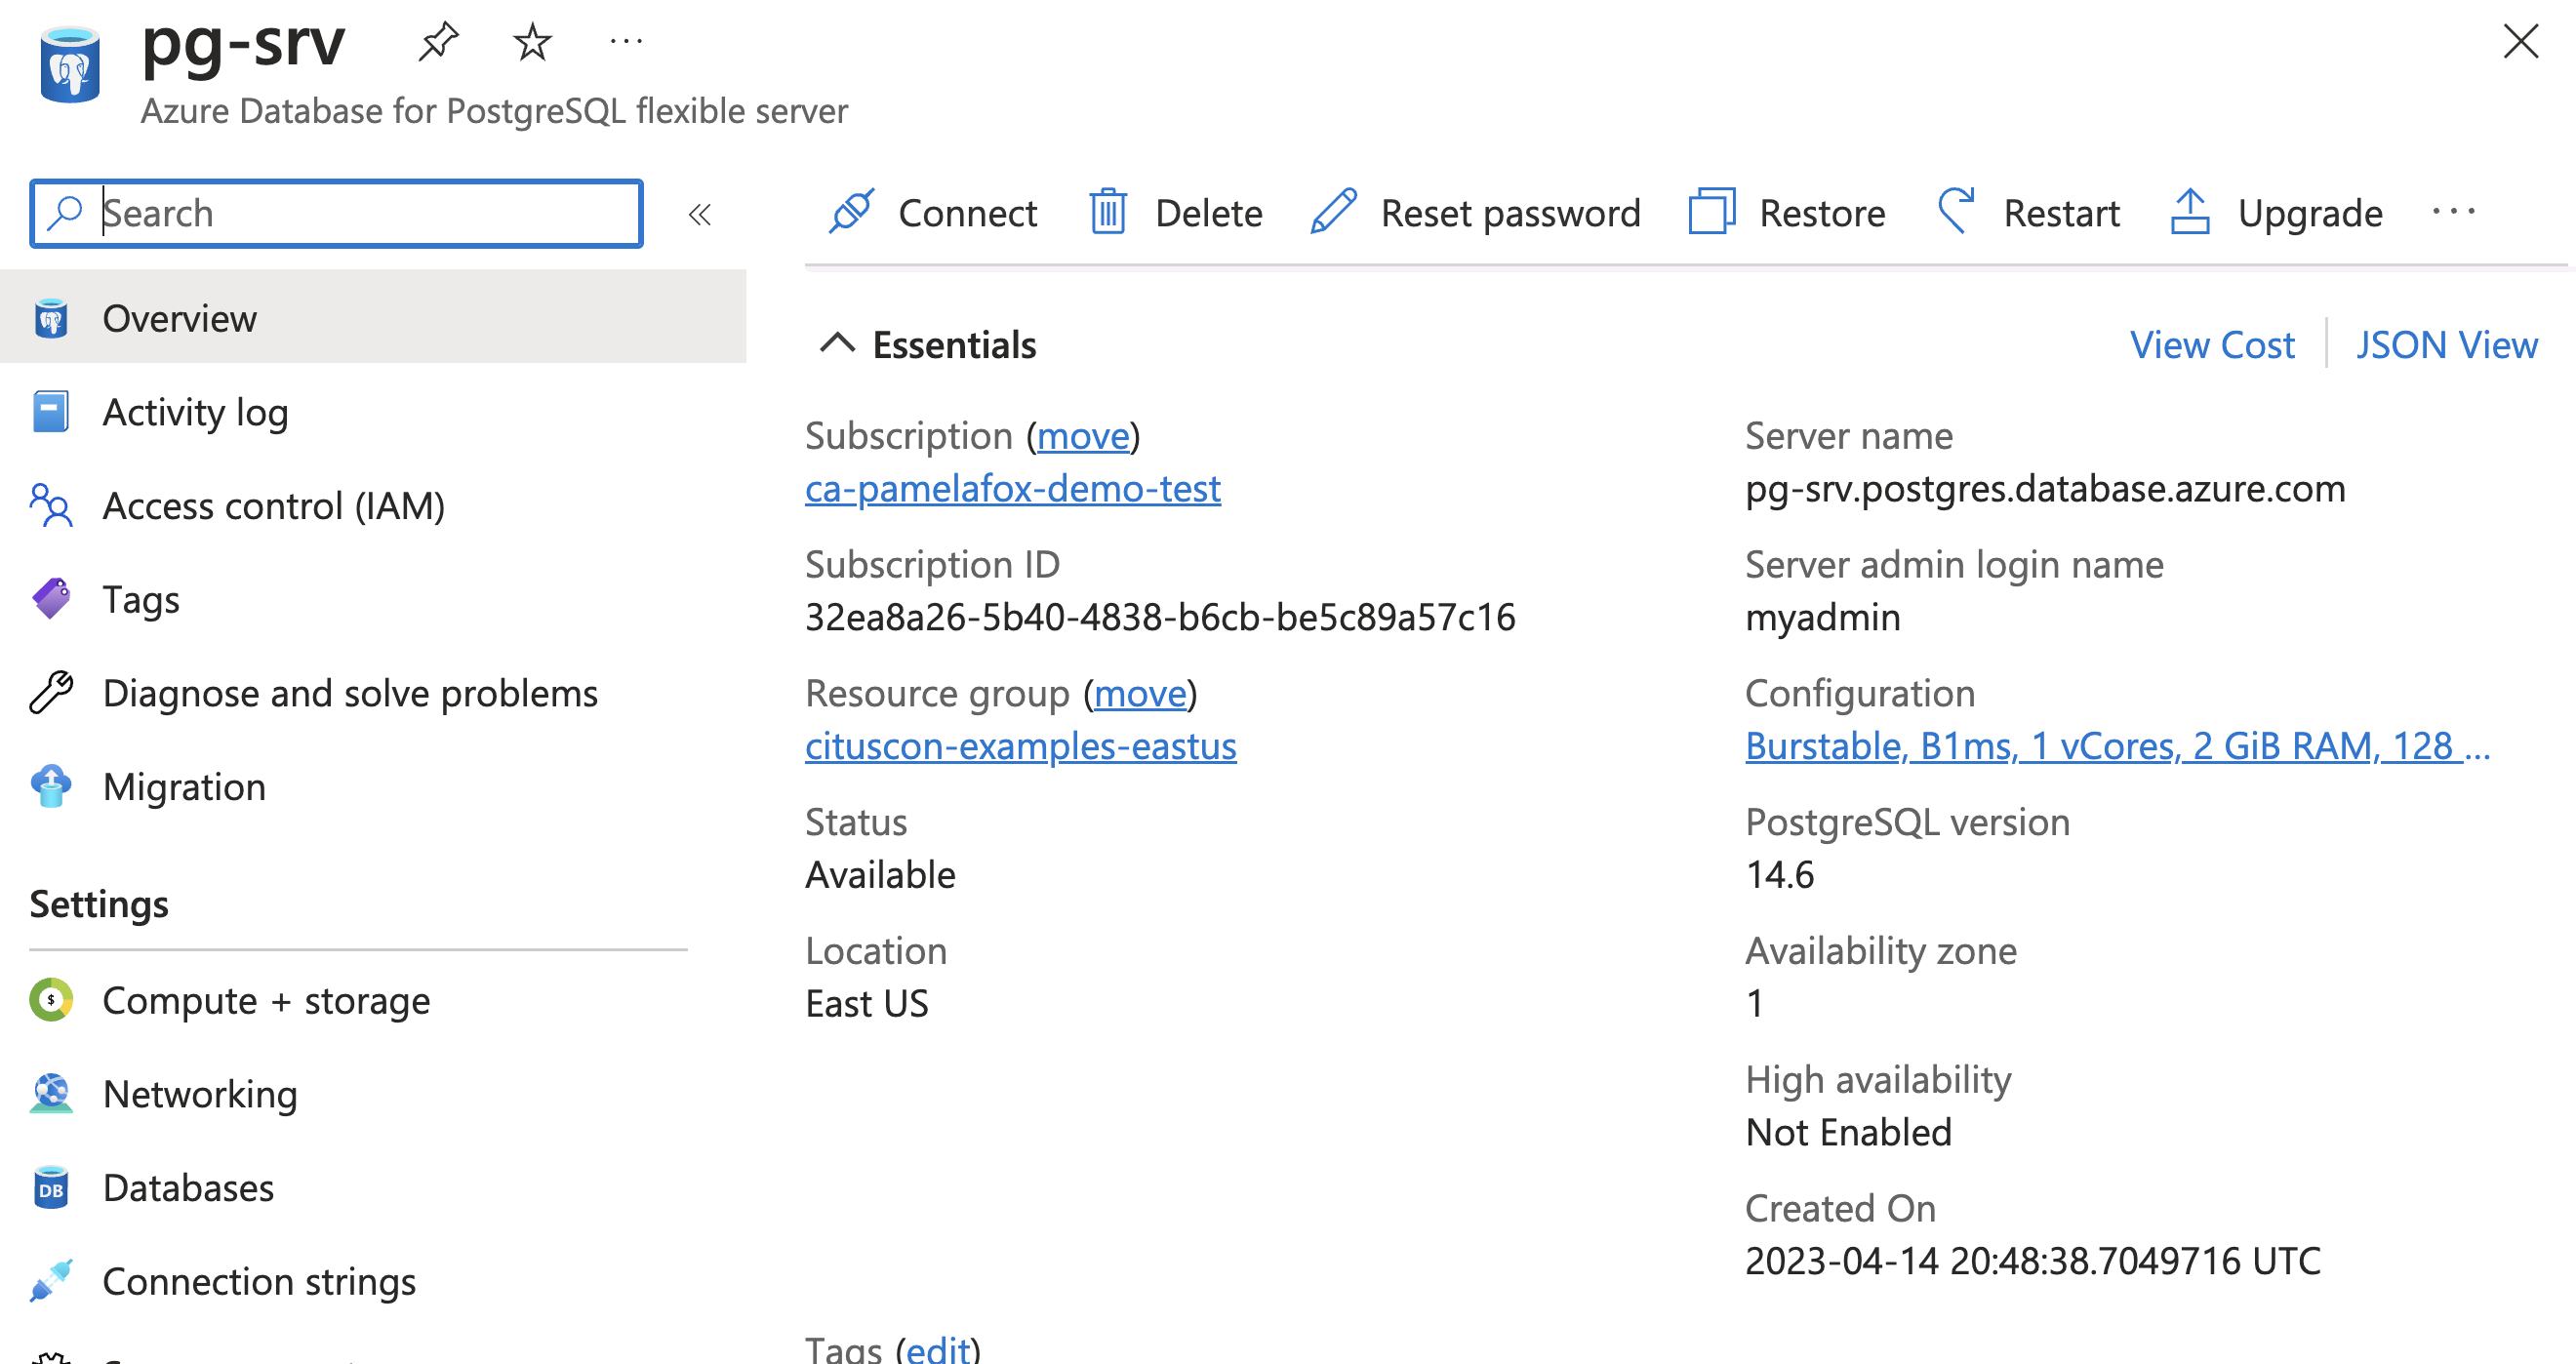 pg-srv
Azure Database for PostgreSQL flexible server
Search
Connect
Delete
Reset password
Restore
Restart
Upgrade
Overview
Activity log
Access control (IAM)
Tags
Diagnose and solve problems
Migration
Settings
Compute + storage
Networking
DB
Databases
Connection strings
Essentials
View Cost
JSON View
Subscription (move)
ca-pamelafox-demo-test
Subscription ID
32ea8a26-5b40-4838-b6cb-be5c89a57c16
Resource group (move)
cituscon-examples-eastus
Status
Available
Location
East US
Server name
pg-srv.postgres.database.azure.com
Server admin login name
myadmin
Configuration
Burstable, B1ms, 1 vCores, 2 GiB RAM, 128 ...
PostgreSQL version
14.6
Availability zone
1
High availability
Not Enabled
Created On
2023-04-14 20:48:38.7049716 UTC
Tags (edit)